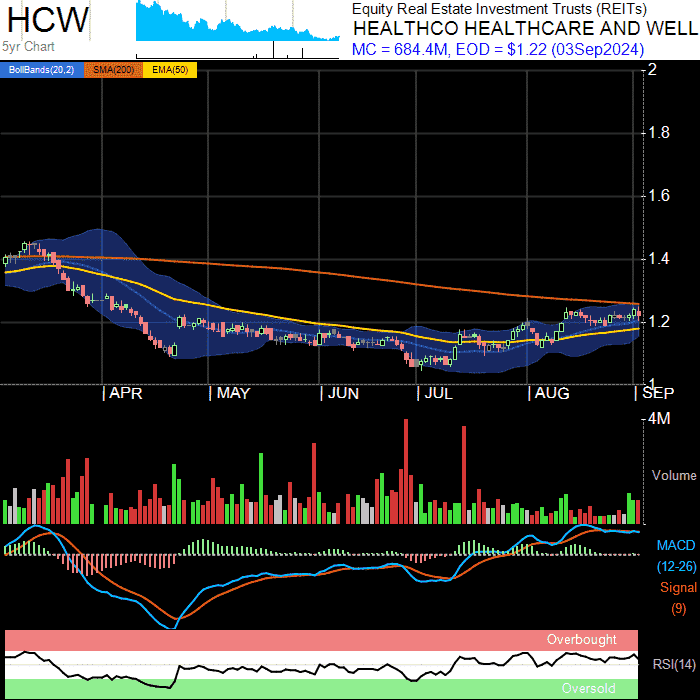 HCW
5yr Chart
Equity Real Estate Investment Trusts (REITs)
HEALTHCO HEALTHCARE AND WELL
MC = 684.4M, EOD = $1.22 (03Sep2024)
BollBands(20,2) SMA(200) EMA(50)
2
1.8
1.6
1.4
1.2
1
APR MAY JUN JUL AUG SEP
4M
Volume
MACD
(12-26)
Signal
(9)
Overbought
RSI(14)
Oversold